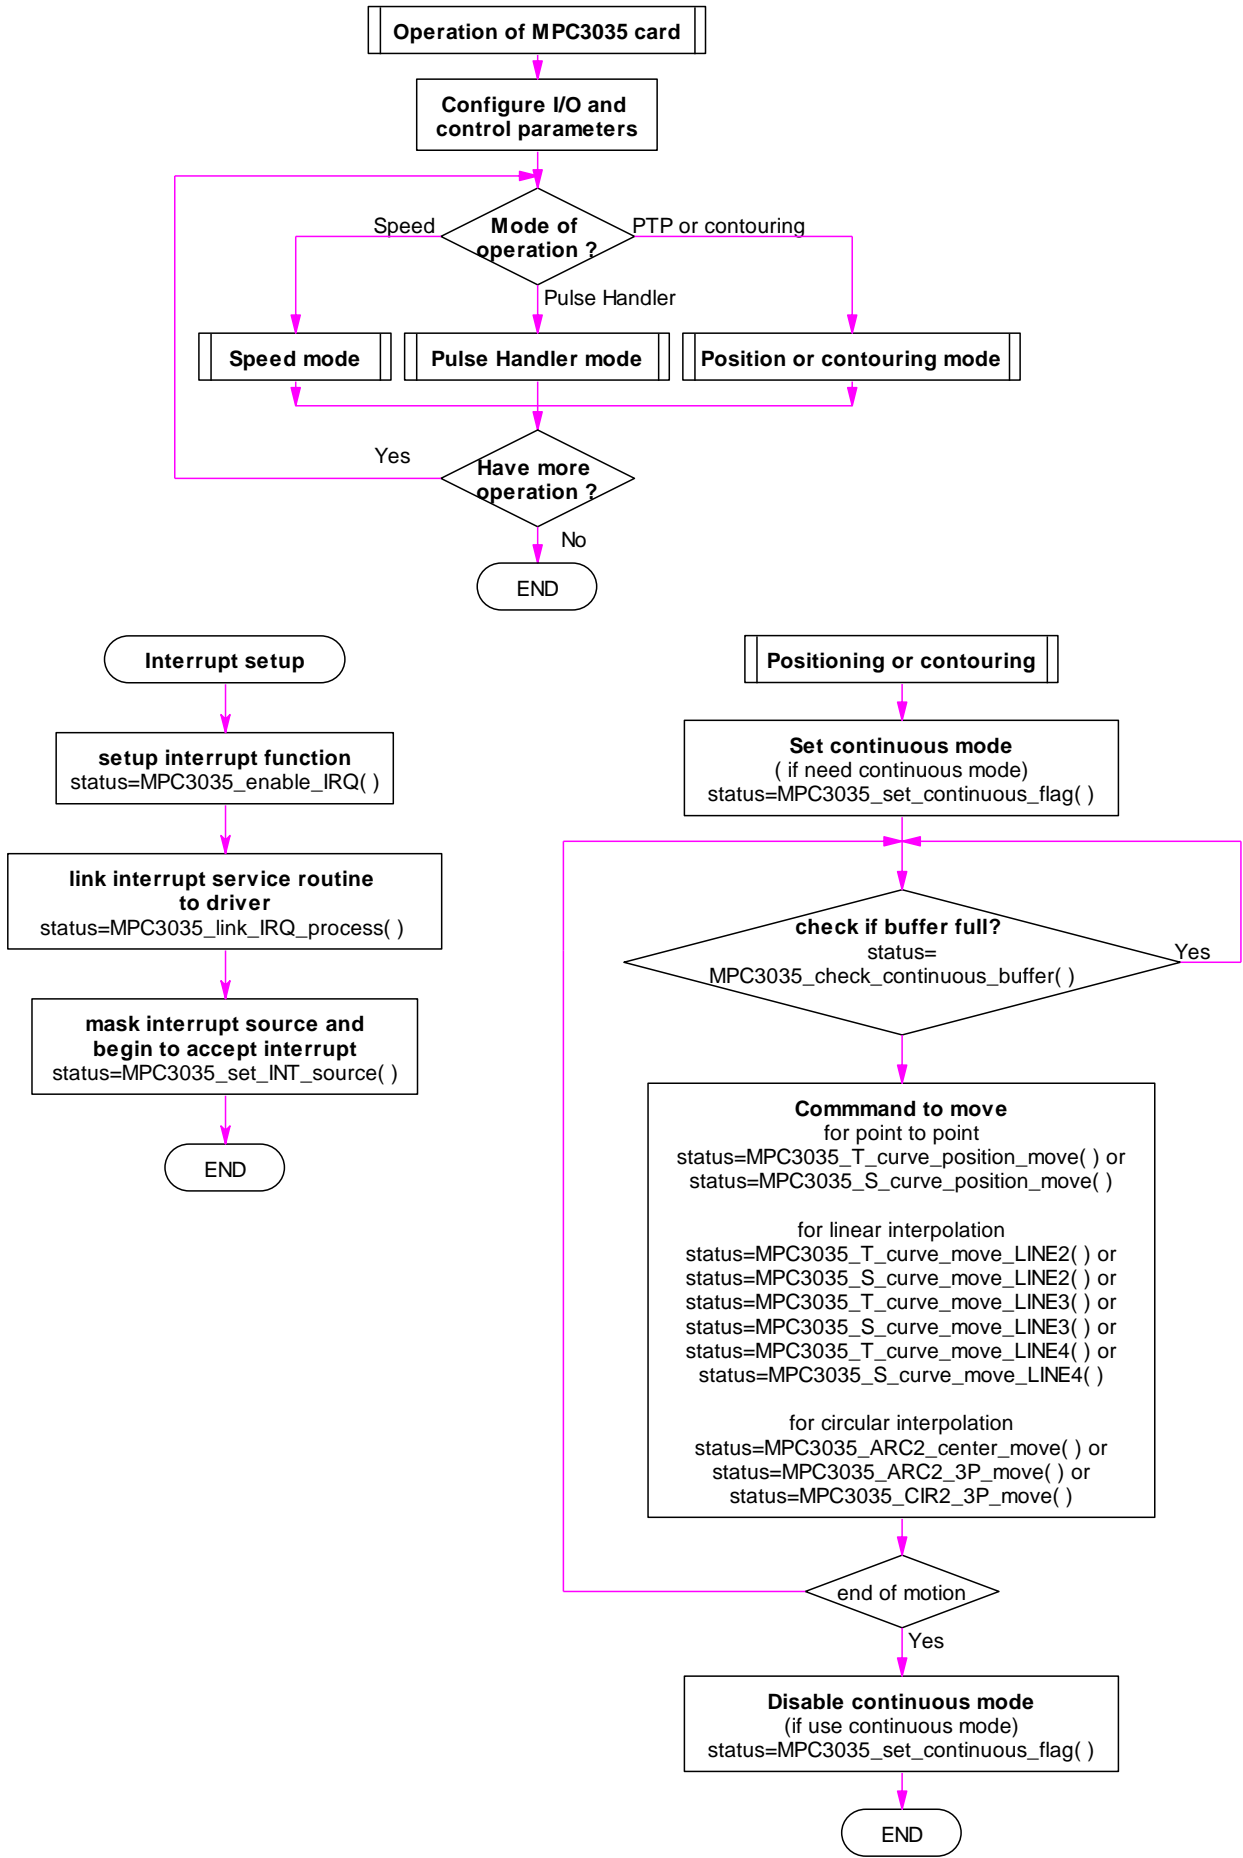 Operation of MPC3035 card
Configure I/O and
control parameters
Speed
Mode of
operation ?
PTP or contouring
Pulse Handler
Speed mode
Pulse Handler mode
Position or contouring mode
Yes
Have more
operation ?
No
END
Interrupt setup
setup interrupt function
status=MPC3035_enable_IRQ( )
link interrupt service routine
to driver
status=MPC3035_link_IRQ_process( )
mask interrupt source and
begin to accept interrupt
status=MPC3035_set_INT_source( )
END
Positioning or contouring
Set continuous mode
( if need continuous mode)
status=MPC3035_set_continuous_flag( )
check if buffer full?
status=
MPC3035_check_continuous_buffer( )
Yes
Commmand to move
for point to point
status=MPC3035_T_curve_position_move( ) or
status=MPC3035_S_curve_position_move( )
for linear interpolation
status=MPC3035_T_curve_move_LINE2( ) or
status=MPC3035_S_curve_move_LINE2( ) or
status=MPC3035_T_curve_move_LINE3( ) or
status=MPC3035_S_curve_move_LINE3( ) or
status=MPC3035_T_curve_move_LINE4( ) or
status=MPC3035_S_curve_move_LINE4( )
for circular interpolation
status=MPC3035_ARC2_center_move( ) or
status=MPC3035_ARC2_3P_move( ) or
status=MPC3035_CIR2_3P_move( )
end of motion
Yes
Disable continuous mode
(if use continuous mode)
status=MPC3035_set_continuous_flag( )
END